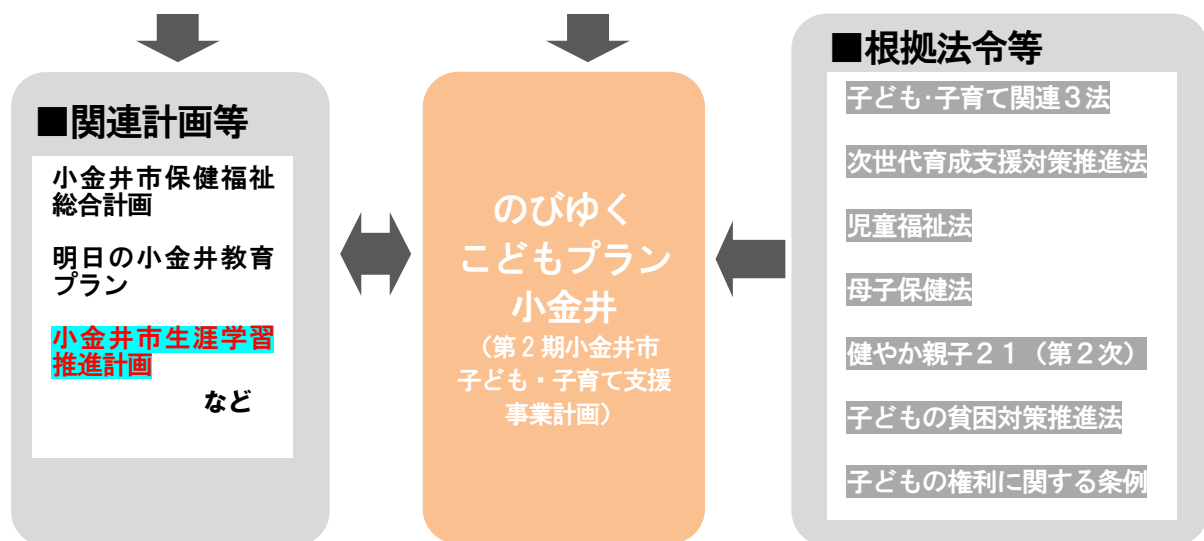 ■関連計画等
小金井市保健福祉
総合計画
明日の小金井教育
プラン
小金井市生涯学習
推進計画
など
のびゆく
こどもプラン
小金井
（第２期小金井市
子ども・子育て支援
事業計画）
■根拠法令等
子ども･子育て関連３法
次世代育成支援対策推進法
児童福祉法
母子保健法
健やか親子２１（第２次）
子どもの貧困対策推進法
子どもの権利に関する条例